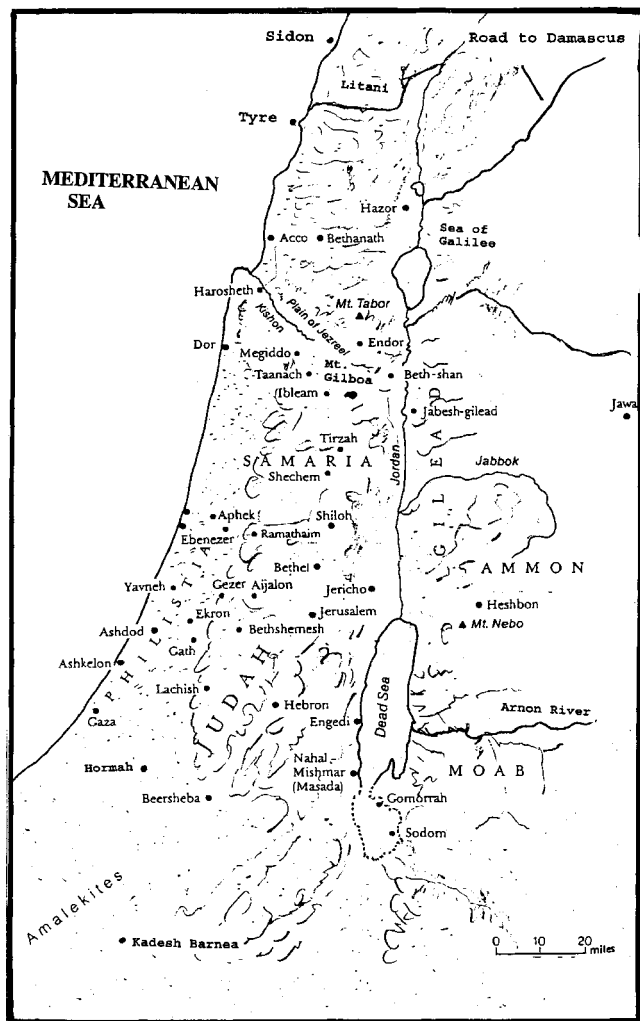 Sidon
Road to Damascus
Litani
Tyre
MEDITERRANEAN
SEA
Hazor
Sea of
Galilee
Acco
Bethanath
Harosheth
Kishon
Plain of Jezreel
Mt. Tabor
Dor
Endor
Megiddo
Mt.
Gilboa
Taanach
Beth-shan
Ibleam
Jabesh-gilead
Jawa
Tirzah
SAMARIA
Jordan
GILEAD
Shechem
Jabbok
Aphek
Shiloh
Ebenezer
Ramathaim
Bethel
AMMON
Yavneh
Gezer
Aijalon
Jericho
Heshbon
Ekron
Jerusalem
Mt. Nebo
Ashdod
Bethshemesh
Gath
PHILISTIA
Ashkelon
JUDAH
Lachish
Hebron
Dead Sea
Gaza
Engedi
Arnon River
Hormah
Nahal
Mishmar
(Masada)
MOAB
Beersheba
Gomorrah
Sodom
Amalekites
Kadesh Barnea
0 10 20
miles